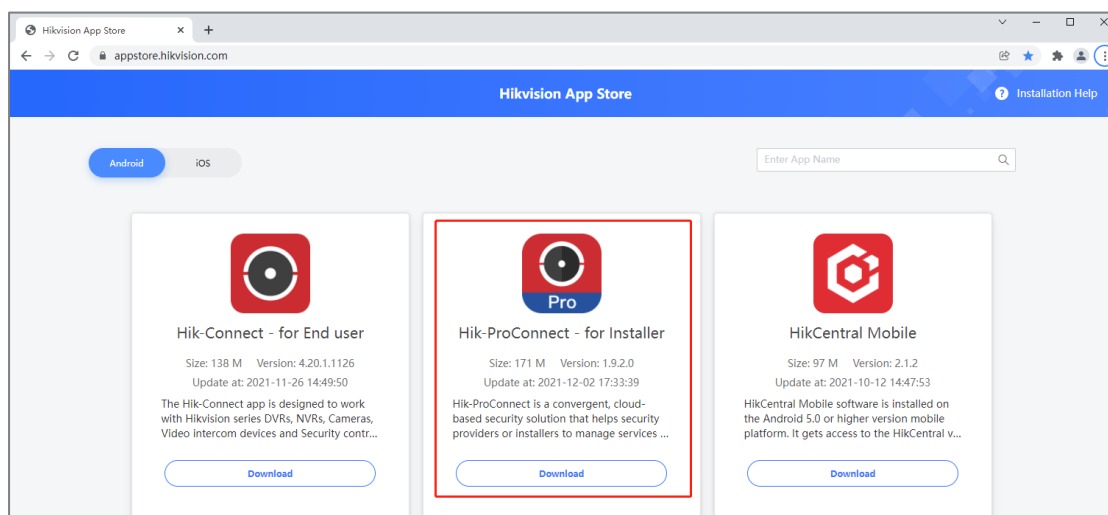 Hikvision App Store
appstore.hikvision.com
Hikvision App Store
Installation Help
Android
iOS
Enter App Name
Hik-Connect - for End user
Size: 138 M Version: 4.20.1.1126
Update at: 2021-11-26 14:49:50
The Hik-Connect app is designed to work
with Hikvision series DVRs, NVRs, Cameras,
Video intercom devices and Security contr...
Download
Pro
Hik-ProConnect - for Installer
Size: 171 M Version: 1.9.2.0
Update at: 2021-12-02 17:33:39
Hik-ProConnect is a convergent, cloud-
based security solution that helps security
providers or installers to manage services ...
Download
HikCentral Mobile
Size: 97 M Version: 2.1.2
Update at: 2021-10-12 14:47:53
HikCentral Mobile software is installed on
the Android 5.0 or higher version mobile
platform. It gets access to the HikCentral v...
Download